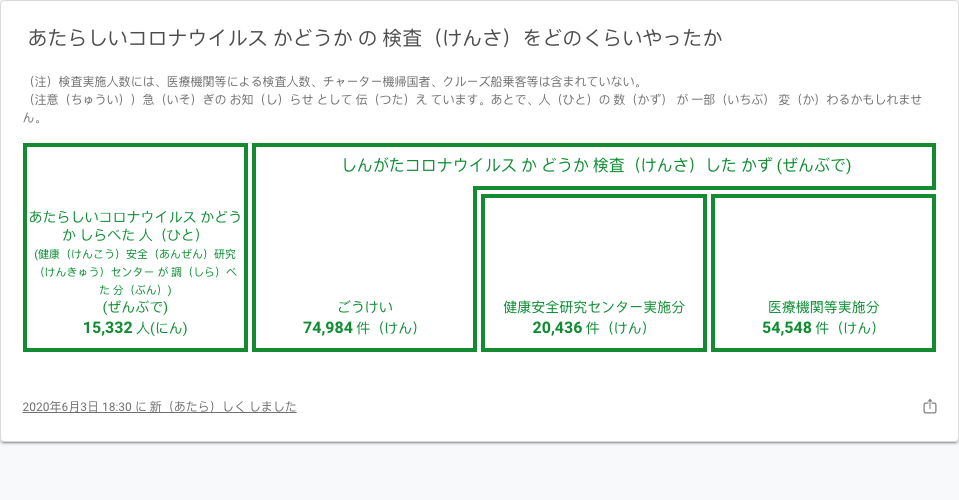 あたらしいコロナウイルス かどうか の 検査（けんさ）をどのくらいやったか
（注）検査実施人数には、医療機関等による検査人数、チャーター機帰国者、クルーズ船乗客等は含まれていない。
（注意（ちゅうい））急（いそ）ぎの お知（し）らせ として 伝（つた）え ています。あとで、人（ひと）の 数（かず） が 一部（いちぶ） 変（か）わるかもしれませ
ん。
あたらしいコロナウイルス かどう
か しらべた 人（ひと）
(健康（けんこう）安全（あんぜん）研究
（けんきゅう）センター が 調（しら）べ
た 分（ぶん）)
(ぜんぶで)
15,332 人(にん)
しんがたコロナウイルス か どうか 検査（けんさ）した かず (ぜんぶで)
ごうけい
74,984 件（けん）
健康安全研究センター実施分
20,436 件（けん）
医療機関等実施分
54,548 件（けん）
2020年6月3日 18:30 に 新（あたら）しく しました